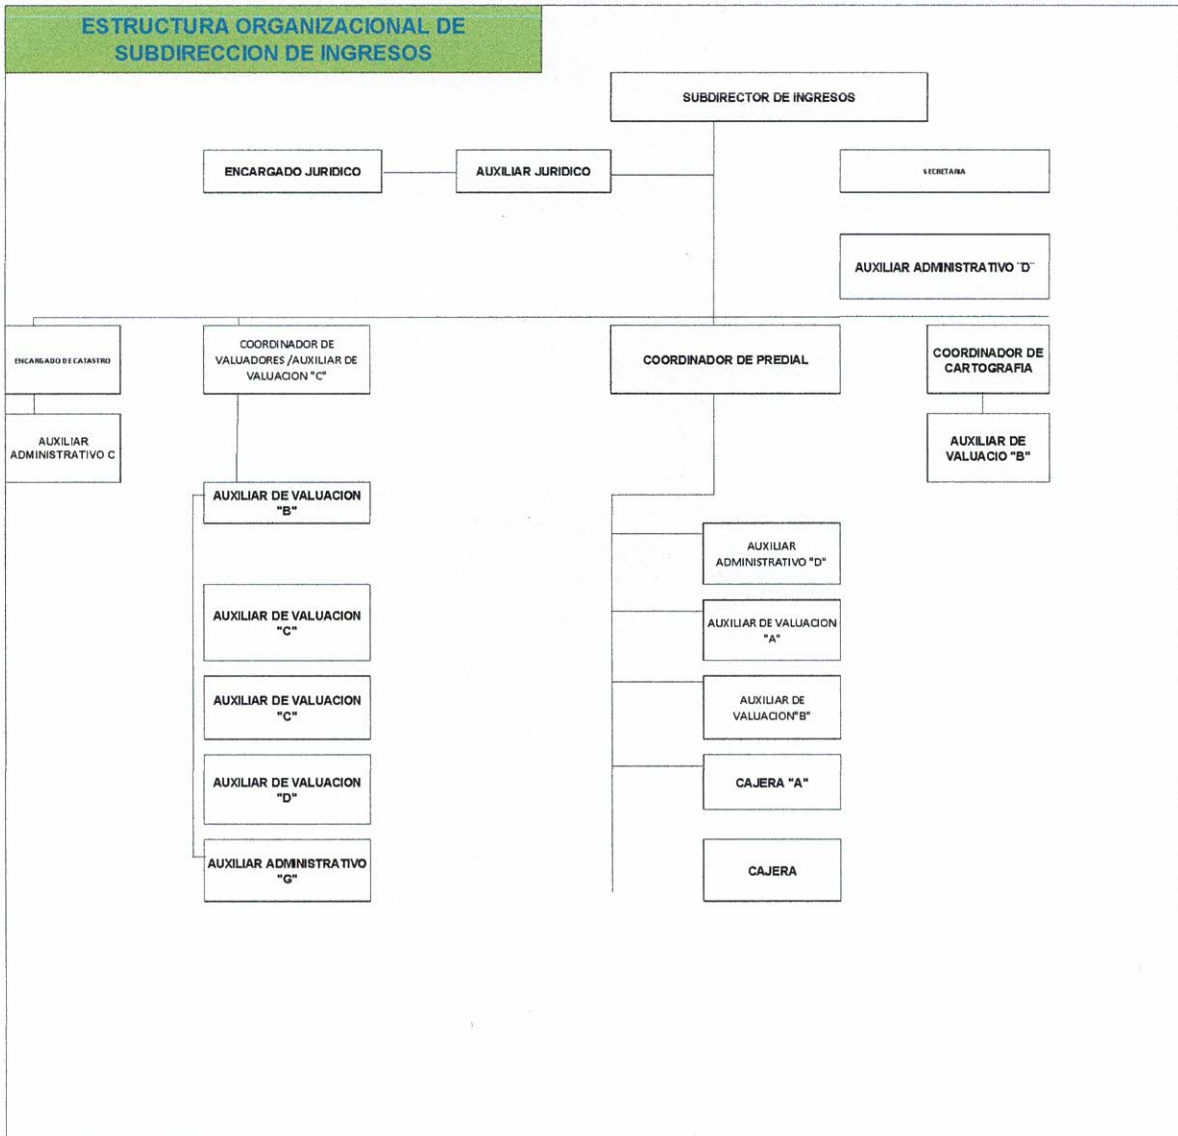 ESTRUCTURA ORGANIZACIONAL DE
SUBDIRECCION DE INGRESOS
SUBDIRECTOR DE INGRESOS
ENCARGADO JURIDICO
AUXILIAR JURIDICO
SECRETARIA
AUXILIAR ADMINISTRATIVO ¨D¨
ENCARGADO DE CATASTRO
COORDINADOR DE
VALUADORES /AUXILIAR DE
VALUACION "C"
COORDINADOR DE PREDIAL
COORDINADOR DE
CARTOGRAFIA
AUXILIAR
ADMINISTRATIVO C
AUXILIAR DE
VALUACIO "B"
AUXILIAR DE VALUACION
"B"
AUXILIAR DE VALUACION
"C"
AUXILIAR DE VALUACION
"C"
AUXILIAR DE VALUACION
"D"
AUXILIAR ADMINISTRATIVO
"G"
AUXILIAR
ADMINISTRATIVO "D"
AUXILIAR DE VALUACION
"A"
AUXILIAR DE
VALUACION"B"
CAJERA "A"
CAJERA